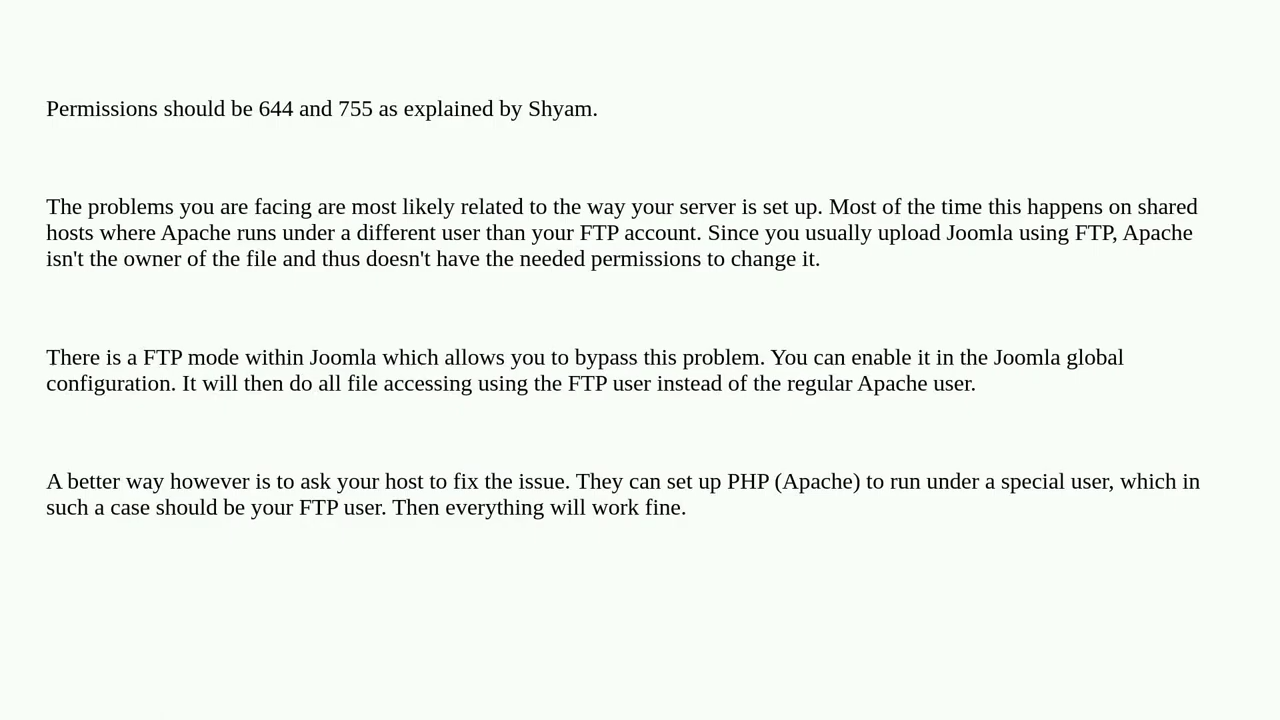 Permissions should be 644 and 755 as explained by Shyam.
The problems you are facing are most likely related to the way your server is set up. Most of the time this happens on shared
hosts where Apache runs under a different user than your FTP account. Since you usually upload Joomla using FTP, Apache
isn't the owner of the file and thus doesn't have the needed permissions to change it.
There is a FTP mode within Joomla which allows you to bypass this problem. You can enable it in the Joomla global
configuration. It will then do all file accessing using the FTP user instead of the regular Apache user.
A better way however is to ask your host to fix the issue. They can set up PHP (Apache) to run under a special user, which in
such a case should be your FTP user. Then everything will work fine.